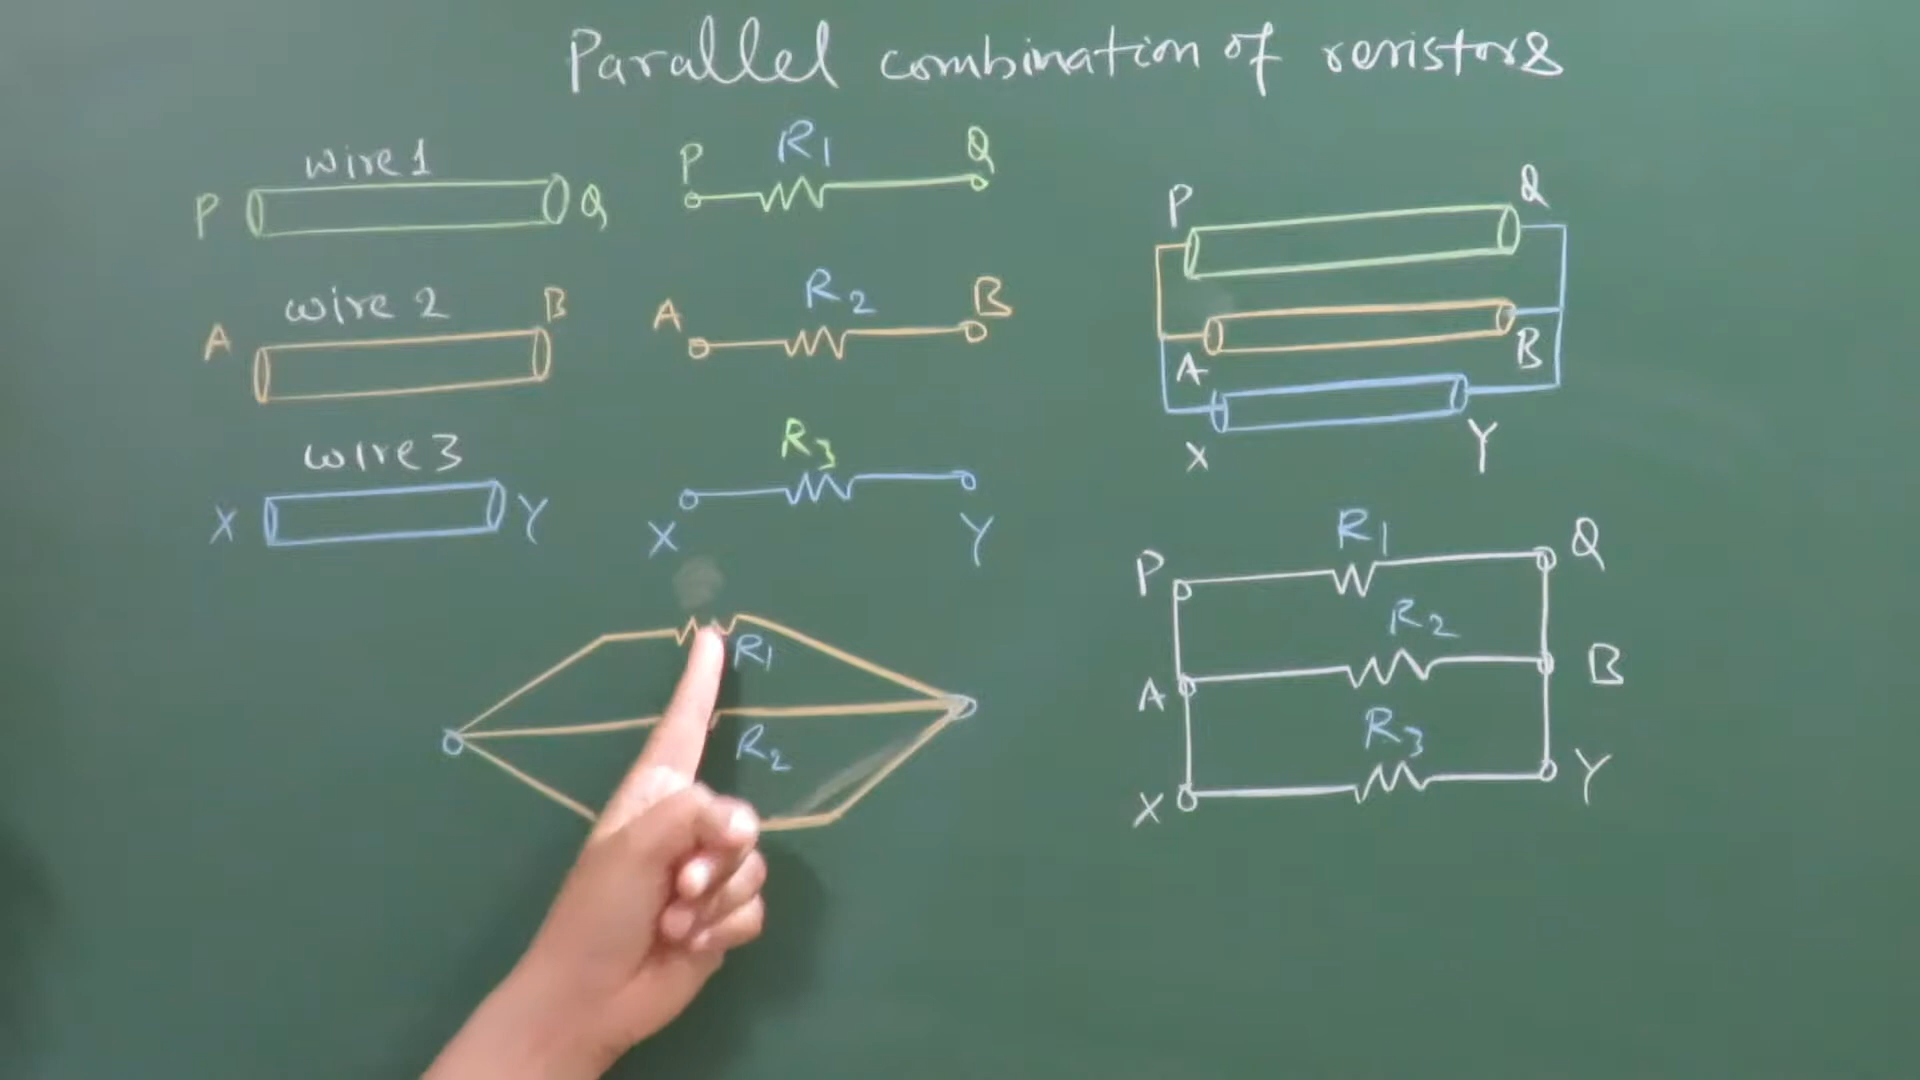 Parallel combination of resistors
wire 1
P
Q
P
R1
Q
wire 2
A
B
A
R2
B
wire 3
X
Y
X
R3
Y
P
Q
A
B
X
Y
R1
R2
P
R1
Q
A
R2
B
X
R3
Y